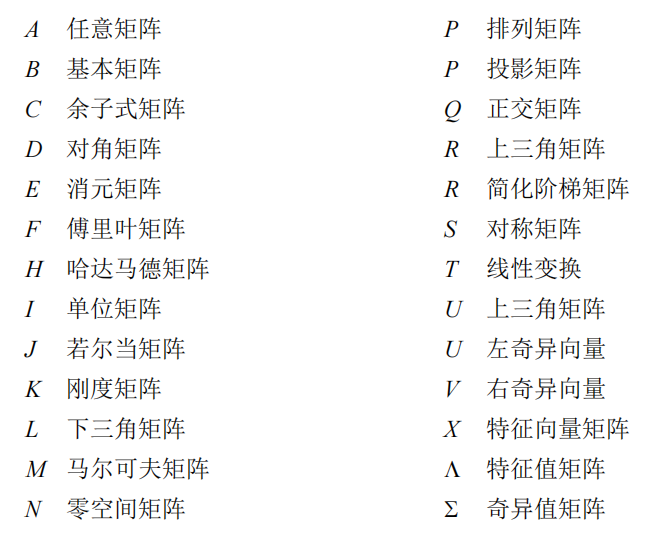 A 任意矩阵
B 基本矩阵
C 余子式矩阵
D 对角矩阵
E 消元矩阵
F 傅里叶矩阵
H 哈达马德矩阵
I 单位矩阵
J 若尔当矩阵
K 刚度矩阵
L 下三角矩阵
M 马尔可夫矩阵
N 零空间矩阵
P 排列矩阵
P 投影矩阵
Q 正交矩阵
R 上三角矩阵
R 简化阶梯矩阵
S 对称矩阵
T 线性变换
U 上三角矩阵
U 左奇异向量
V 右奇异向量
X 特征向量矩阵
Λ 特征值矩阵
Σ 奇异值矩阵